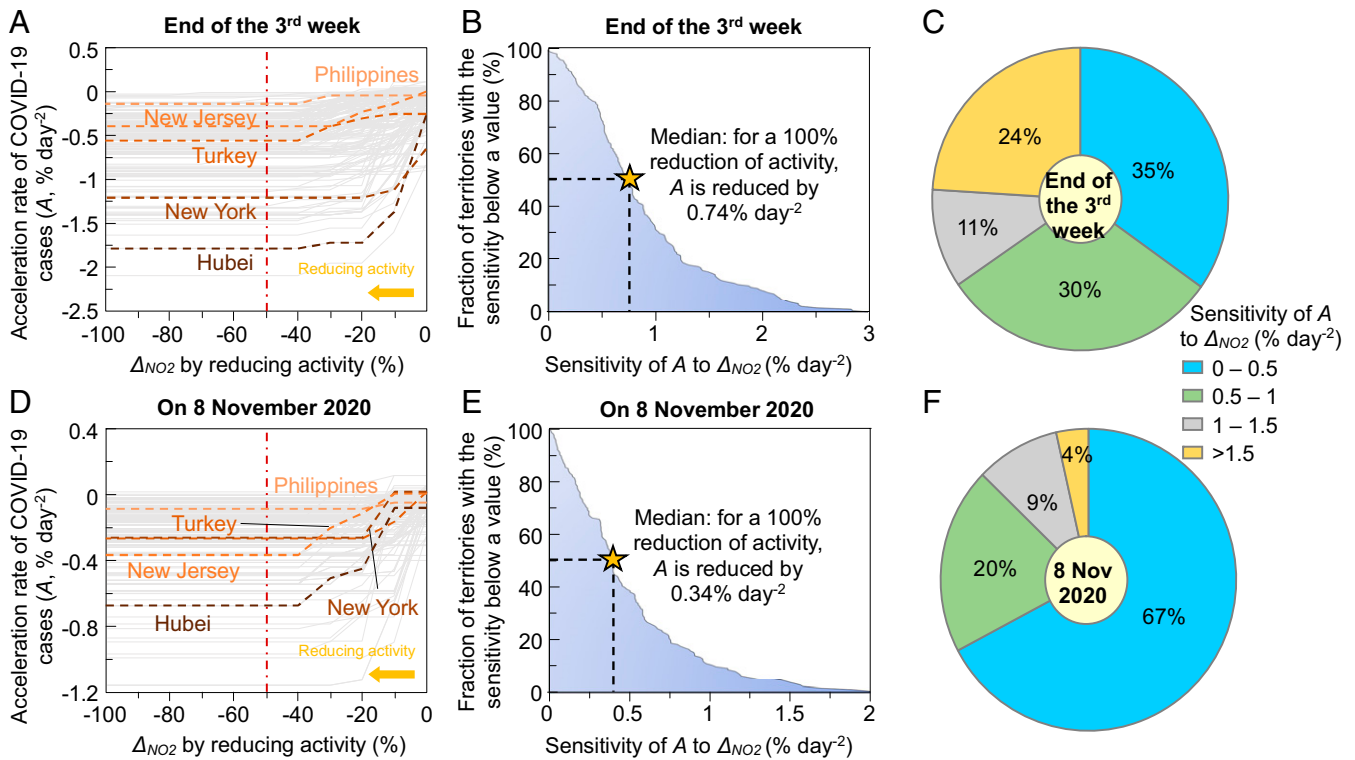 A
End of the 3rd week
Acceleration rate of COVID-19
cases (A, % day-2)
0.5
0
-0.5
-1
-1.5
-2
-2.5
Philippines
New Jersey
Turkey
New York
Hubei
Reducing activity
-100
-80
-60
-40
-20
0
ΔNO2 by reducing activity (%)
B
End of the 3rd week
Fraction of territories with the
sensitivity below a value (%)
100
80
60
40
20
0
Median: for a 100%
reduction of activity,
A is reduced by
0.74% day-2
0
1
2
3
Sensitivity of A to ΔNO2 (% day-2)
C
24%
35%
11%
30%
End of
the 3rd
week
Sensitivity of A
to ΔNO2 (% day-2)
0 – 0.5
0.5 – 1
1 – 1.5
>1.5
D
On 8 November 2020
Acceleration rate of COVID-19
cases (A, % day-2)
0.4
0
-0.4
-0.8
-1.2
Philippines
Turkey
New Jersey
New York
Hubei
Reducing activity
-100
-80
-60
-40
-20
0
ΔNO2 by reducing activity (%)
E
On 8 November 2020
Fraction of territories with the
sensitivity below a value (%)
100
80
60
40
20
0
Median: for a 100%
reduction of activity,
A is reduced by
0.34% day-2
0
0.5
1
1.5
2
Sensitivity of A to ΔNO2 (% day-2)
F
4%
9%
20%
67%
8 Nov
2020